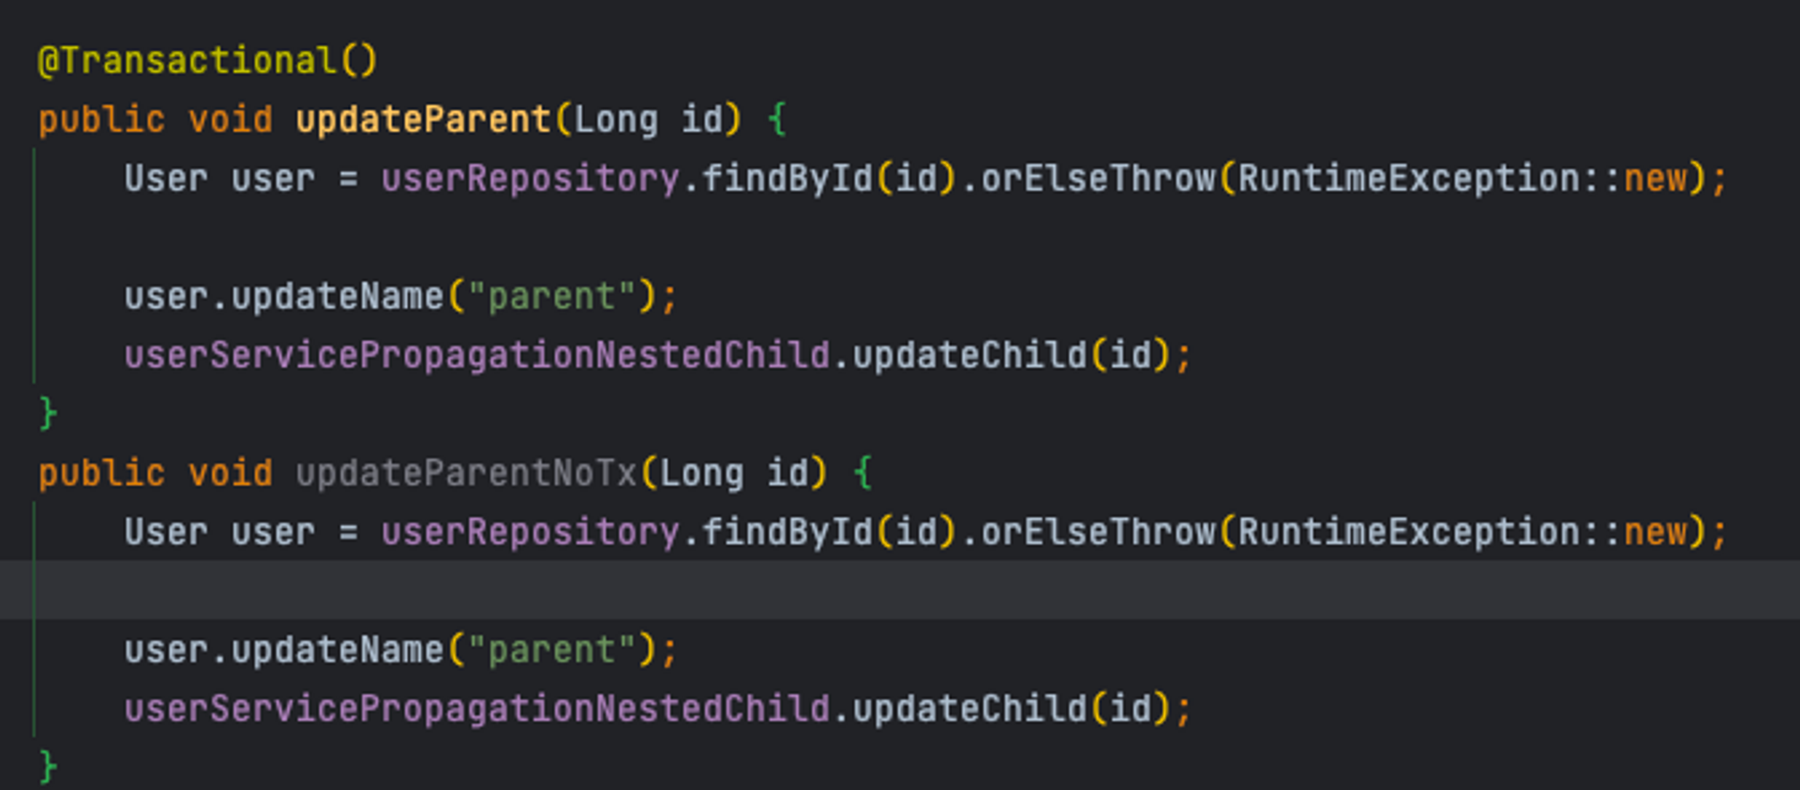 @Transactional()
public void updateParent(Long id) {
    User user = userRepository.findById(id).orElseThrow(RuntimeException::new);

    user.updateName("parent");
    userServicePropagationNestedChild.updateChild(id);
}
public void updateParentNoTx(Long id) {
    User user = userRepository.findById(id).orElseThrow(RuntimeException::new);

    user.updateName("parent");
    userServicePropagationNestedChild.updateChild(id);
}